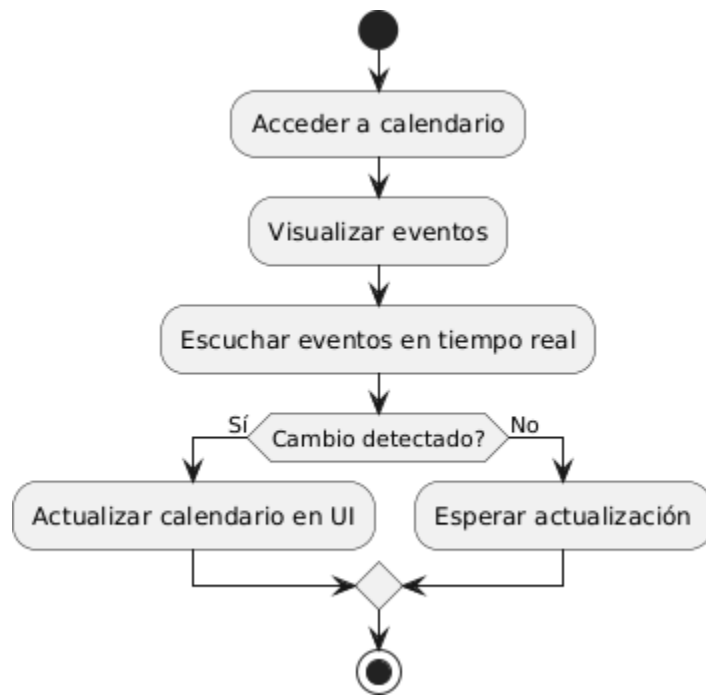 Acceder a calendario
Visualizar eventos
Escuchar eventos en tiempo real
Sí
Cambio detectado?
No
Actualizar calendario en UI
Esperar actualización